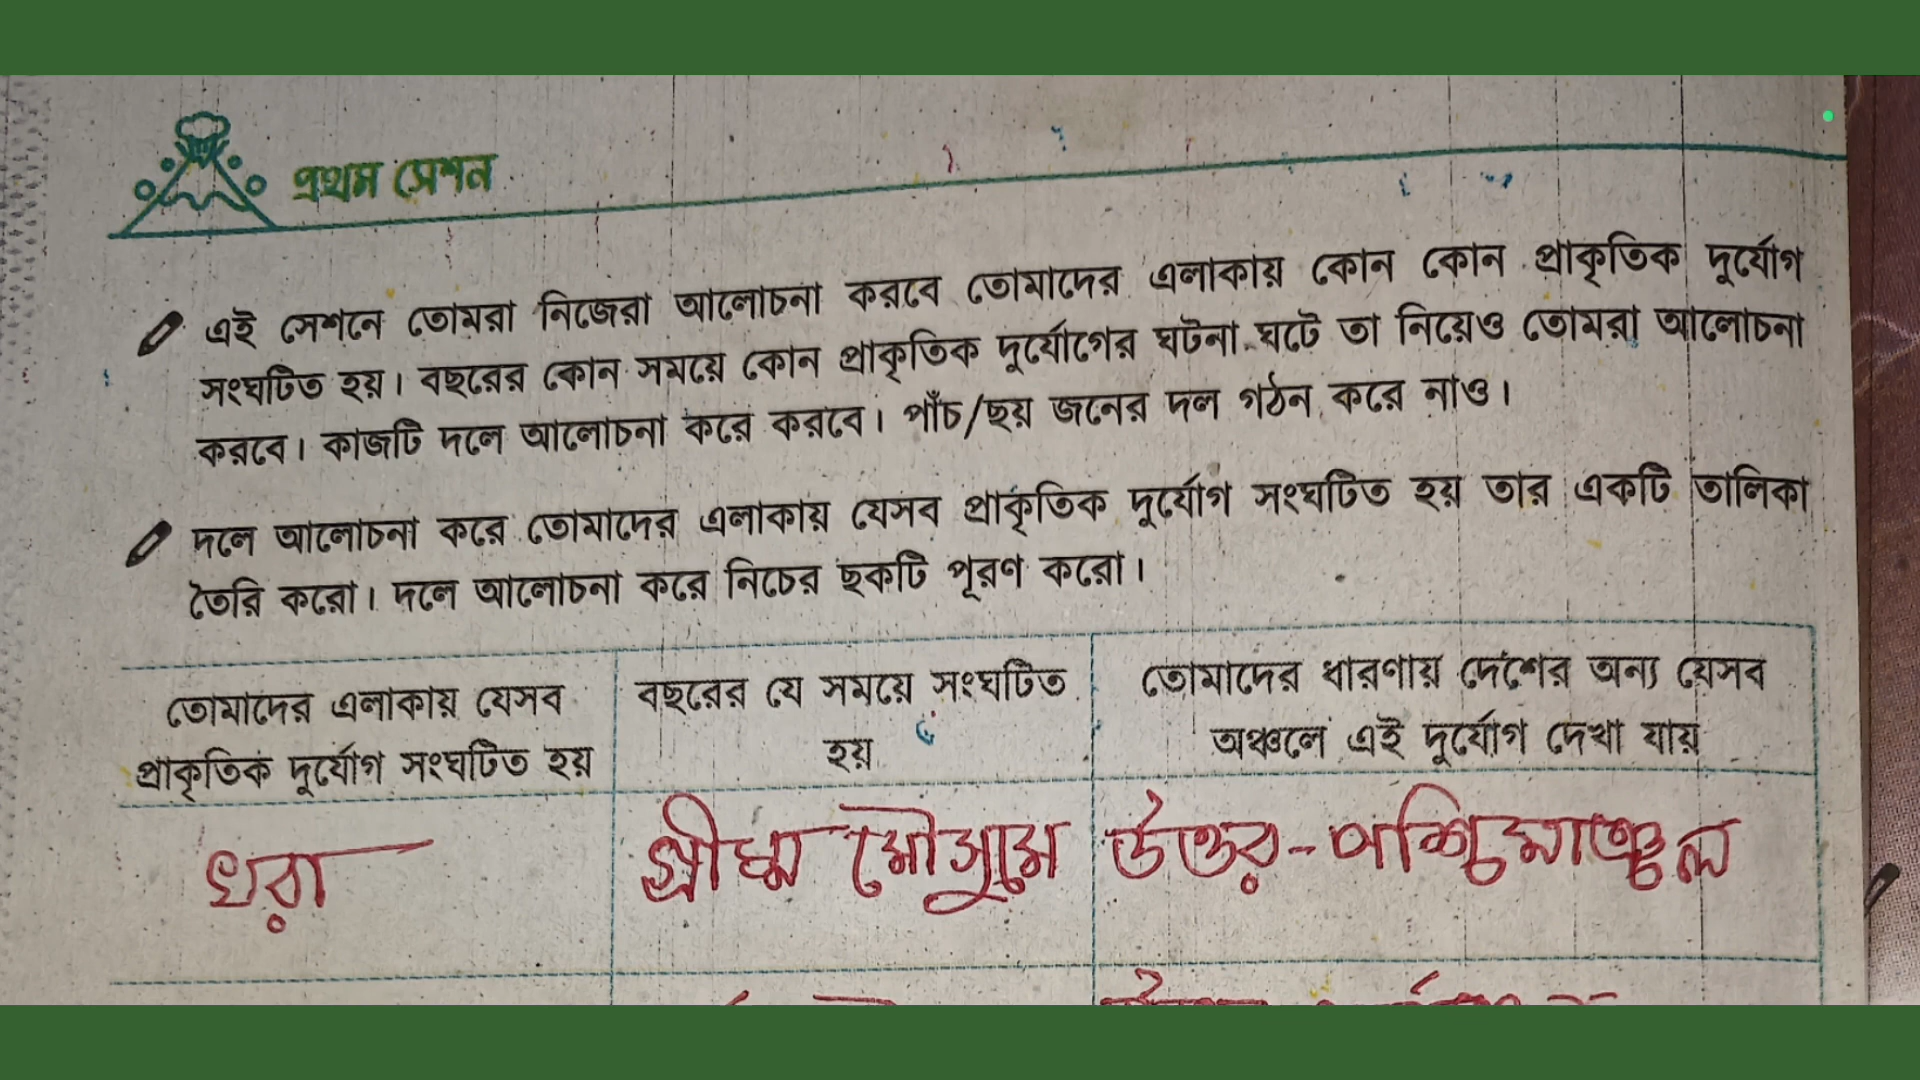 প্রথম সেশন
এই সেশনে তোমরা নিজেরা আলোচনা করবে তোমাদের এলাকায় কোন কোন প্রাকৃতিক দুর্যোগ
সংঘটিত হয়। বছরের কোন সময়ে কোন প্রাকৃতিক দুর্যোগের ঘটনা ঘটে তা নিয়েও তোমরা আলোচনা
করবে। কাজটি দলে আলোচনা করে করবে। পাঁচ/ছয় জনের দল গঠন করে নাও।
দলে আলোচনা করে তোমাদের এলাকায় যেসব প্রাকৃতিক দুর্যোগ সংঘটিত হয় তার একটি তালিকা
তৈরি করো। দলে আলোচনা করে নিচের ছকটি পূরণ করো।
তোমাদের এলাকায় যেসব
প্রাকৃতিক দুর্যোগ সংঘটিত হয়
বছরের যে সময়ে সংঘটিত
হয়
তোমাদের ধারণায় দেশের অন্য যেসব
অঞ্চলে এই দুর্যোগ দেখা যায়
খরা
গ্রীষ্ম মৌসুমে
উত্তর-পশ্চিমাঞ্চল